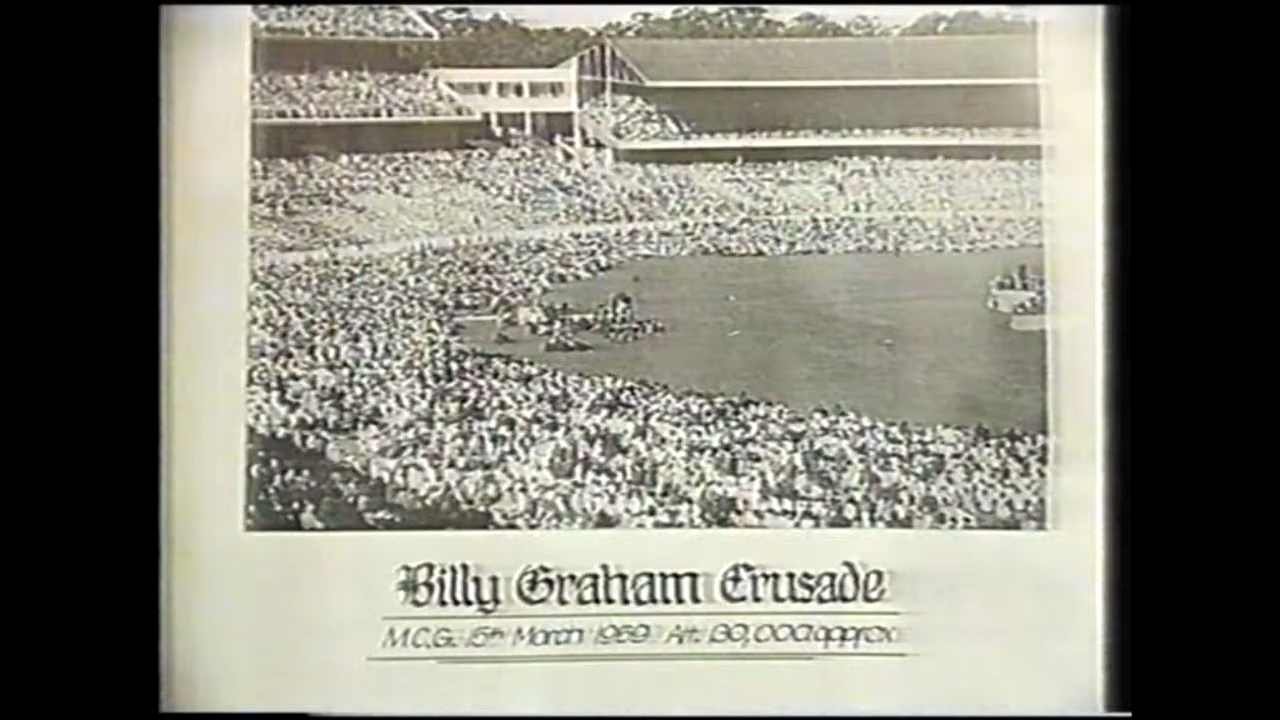 Billy Graham Crusade
M.C.G. 15th March 1959 Att. 130,000 approx